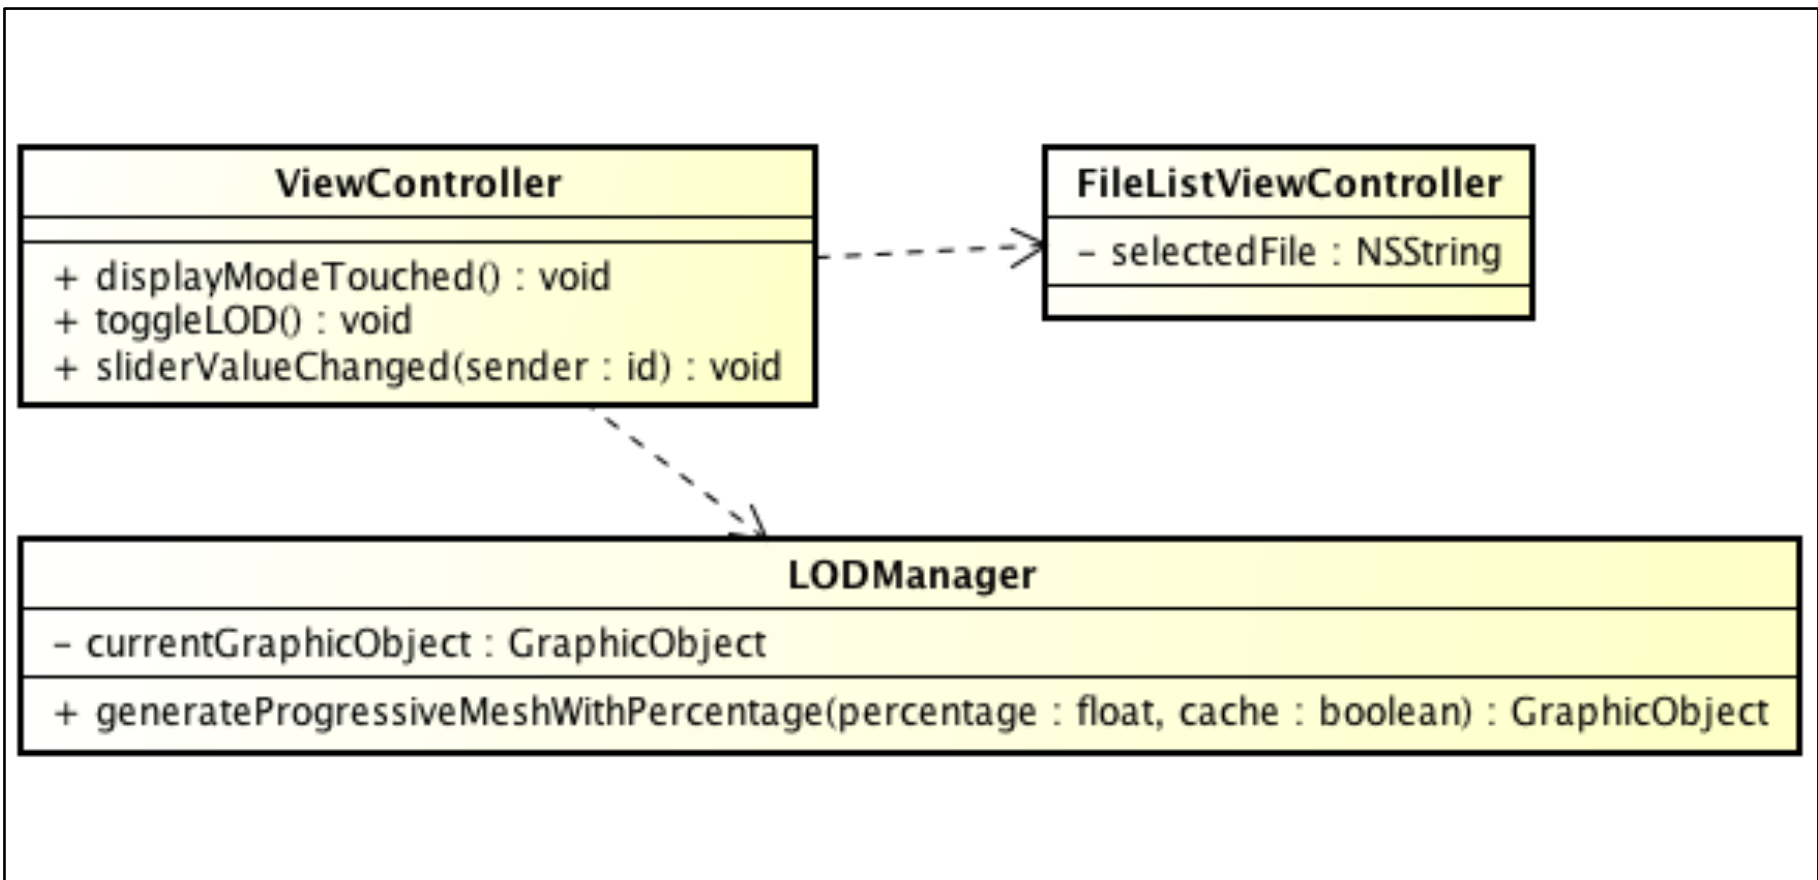 ViewController
+ displayModeTouched() : void
+ toggleLOD() : void
+ sliderValueChanged(sender : id) : void
FileListViewController
- selectedFile : NSString
LODManager
- currentGraphicObject : GraphicObject
+ generateProgressiveMeshWithPercentage(percentage : float, cache : boolean) : GraphicObject